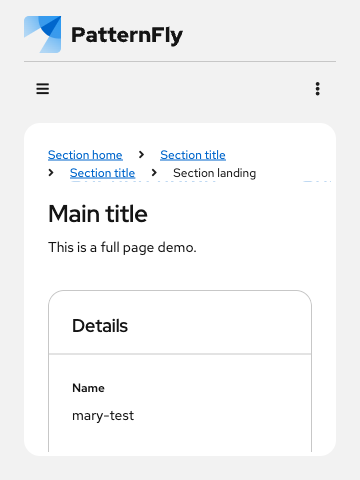 PatternFly
Section home > Section title
> Section title > Section landing
Main title
This is a full page demo.
Details
Name
mary-test